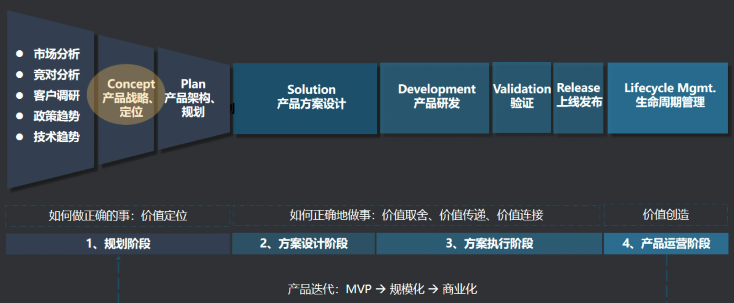 ● 市场分析
● 竞对分析
● 客户调研
● 政策趋势
● 技术趋势
Concept
产品战略、
定位
Plan
产品架构、
规划
Solution
产品方案设计
Development
产品研发
Validation
验证
Release
上线发布
Lifecycle Mgmt.
生命周期管理
如何做正确的事：价值定位
如何正确地做事：价值取舍、价值传递、价值连接
价值创造
1、规划阶段
2、方案设计阶段
3、方案执行阶段
4、产品运营阶段
产品迭代：MVP → 规模化 → 商业化